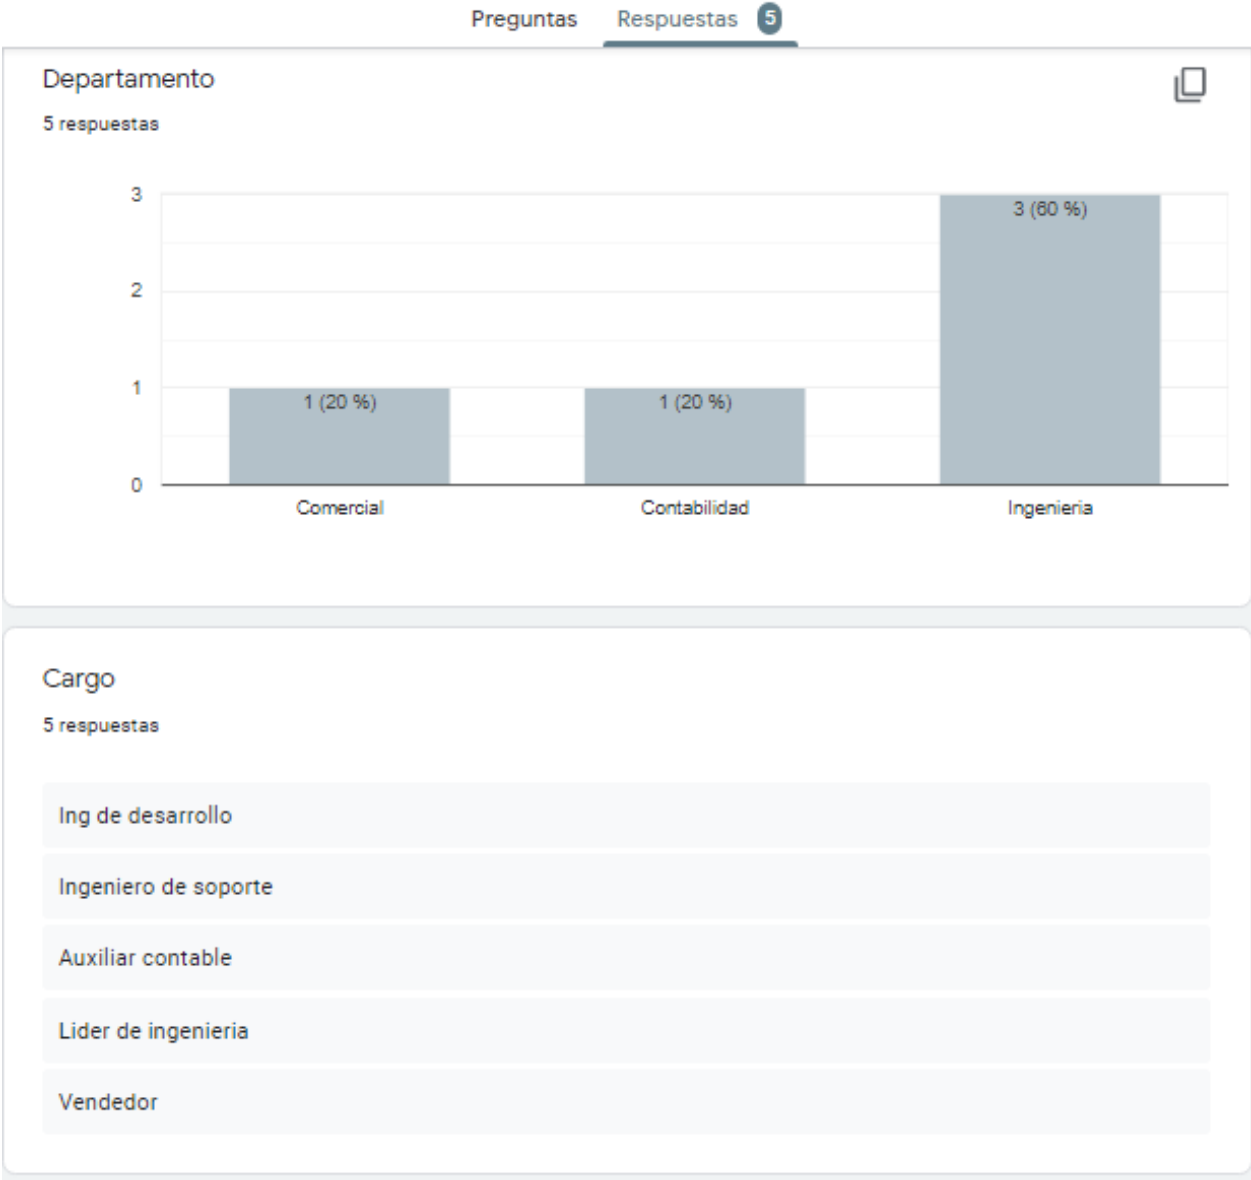 Preguntas Respuestas 5
Departamento
5 respuestas
3
3 (60 %)
2
1
1 (20 %) 1 (20 %)
0
Comercial Contabilidad Ingenieria
Cargo
5 respuestas
Ing de desarrollo
Ingeniero de soporte
Auxiliar contable
Lider de ingenieria
Vendedor